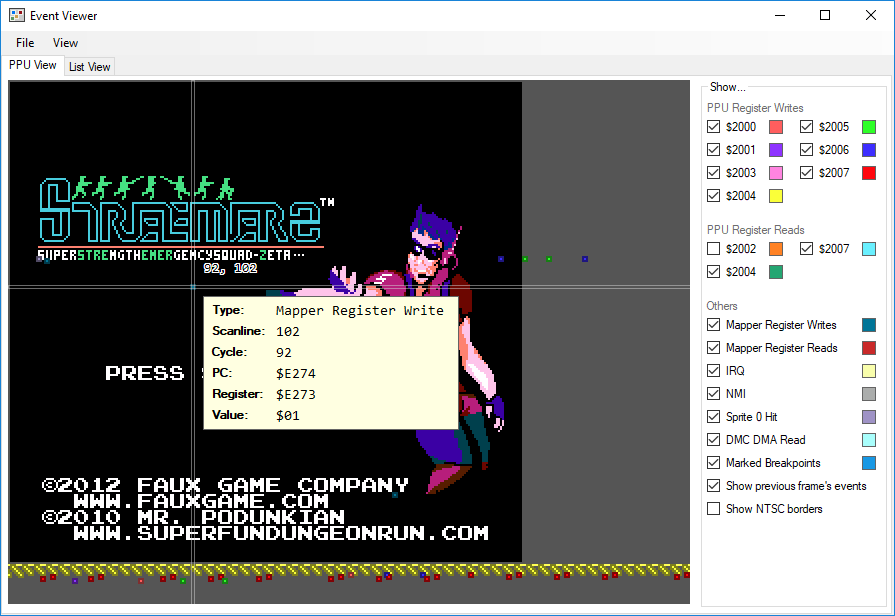 Event Viewer
File View
PPU View List View
Show...
PPU Register Writes
$2000 $2005
$2001 $2006
$2003 $2007
$2004
PPU Register Reads
$2002 $2007
$2004
Others
Mapper Register Writes
Mapper Register Reads
IRQ
NMI
Sprite 0 Hit
DMC DMA Read
Marked Breakpoints
Show previous frame's events
Show NTSC borders
STREEMERZ TM
SUPERSTRENGTHEMERGENCYSQUAD-ZETA...
92, 102
Type: Mapper Register Write
Scanline: 102
Cycle: 92
PC: $E274
Register: $E273
Value: $01
PRESS
©2012 FAUX GAME COMPANY
WWW.FAUXGAME.COM
©2010 MR. PODUNKIAN
WWW.SUPERFUNDUNGEONRUN.COM